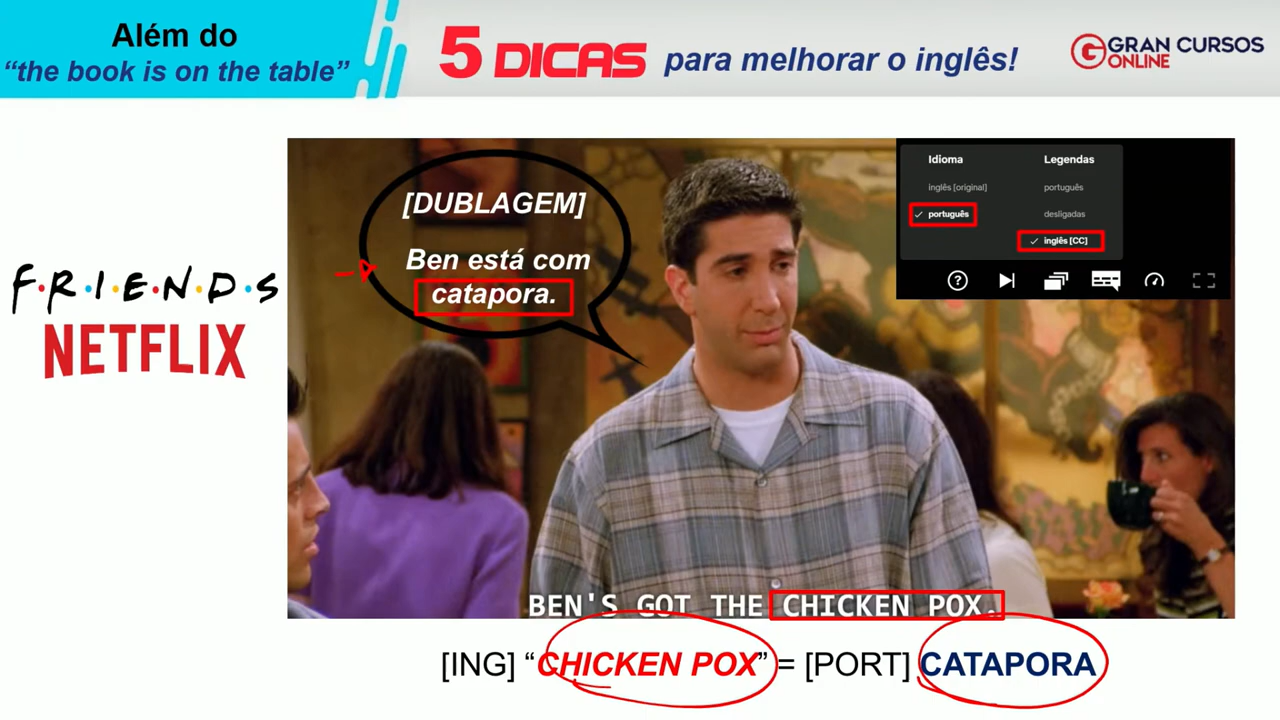 Além do
“the book is on the table”
5 DICAS para melhorar o inglês!
GRAN CURSOS
ONLINE
[DUBLAGEM]
Ben está com
catapora.
Idioma
Legendas
inglês [original]
português
português
desligadas
inglês [CC]
F·R·I·E·N·D·S
NETFLIX
BEN'S GOT THE CHICKEN POX.
[ING] “CHICKEN POX” = [PORT] CATAPORA